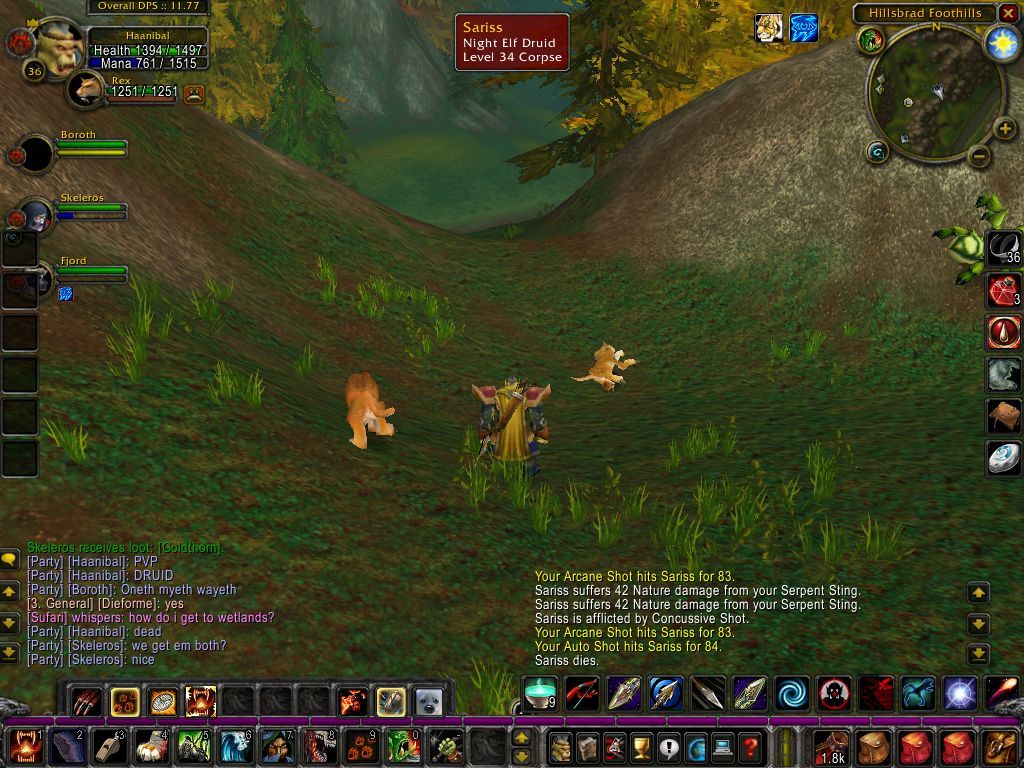 Overall DPS :: 11.77
Haanibal
Health 1394 / 1497
Mana 761 / 1515
36
Rex
1251 / 1251
Boroth
Skeleros
Fjord
Sariss
Night Elf Druid
Level 34 Corpse
Hillsbrad Foothills
N
36
3
Skeleros receives loot: [Goldthorn].
[Party] [Haanibal]: PVP
[Party] [Haanibal]: DRUID
[Party] [Boroth]: Oneth myeth wayeth
[3. General] [Dieforme]: yes
[Sufari] whispers: how do i get to wetlands?
[Party] [Haanibal]: dead
[Party] [Skeleros]: we get em both?
[Party] [Skeleros]: nice
Your Arcane Shot hits Sariss for 83.
Sariss suffers 42 Nature damage from your Serpent Sting.
Sariss suffers 42 Nature damage from your Serpent Sting.
Sariss is afflicted by Concussive Shot.
Your Arcane Shot hits Sariss for 83.
Your Auto Shot hits Sariss for 84.
Sariss dies.
9
1 2 3 4 5 6 7 8 9 0
1.8k